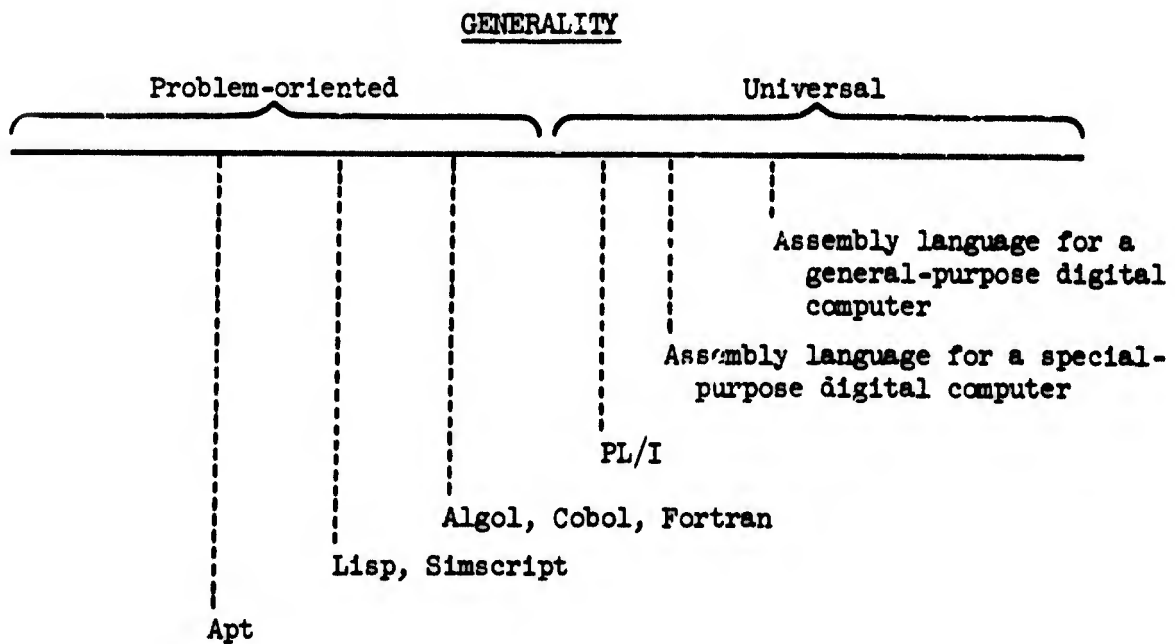 GENERALITY
Problem-oriented
Universal
Assembly language for a
general-purpose digital
computer
Assembly language for a special-
purpose digital computer
PL/I
Algol, Cobol, Fortran
Lisp, Simscript
Apt